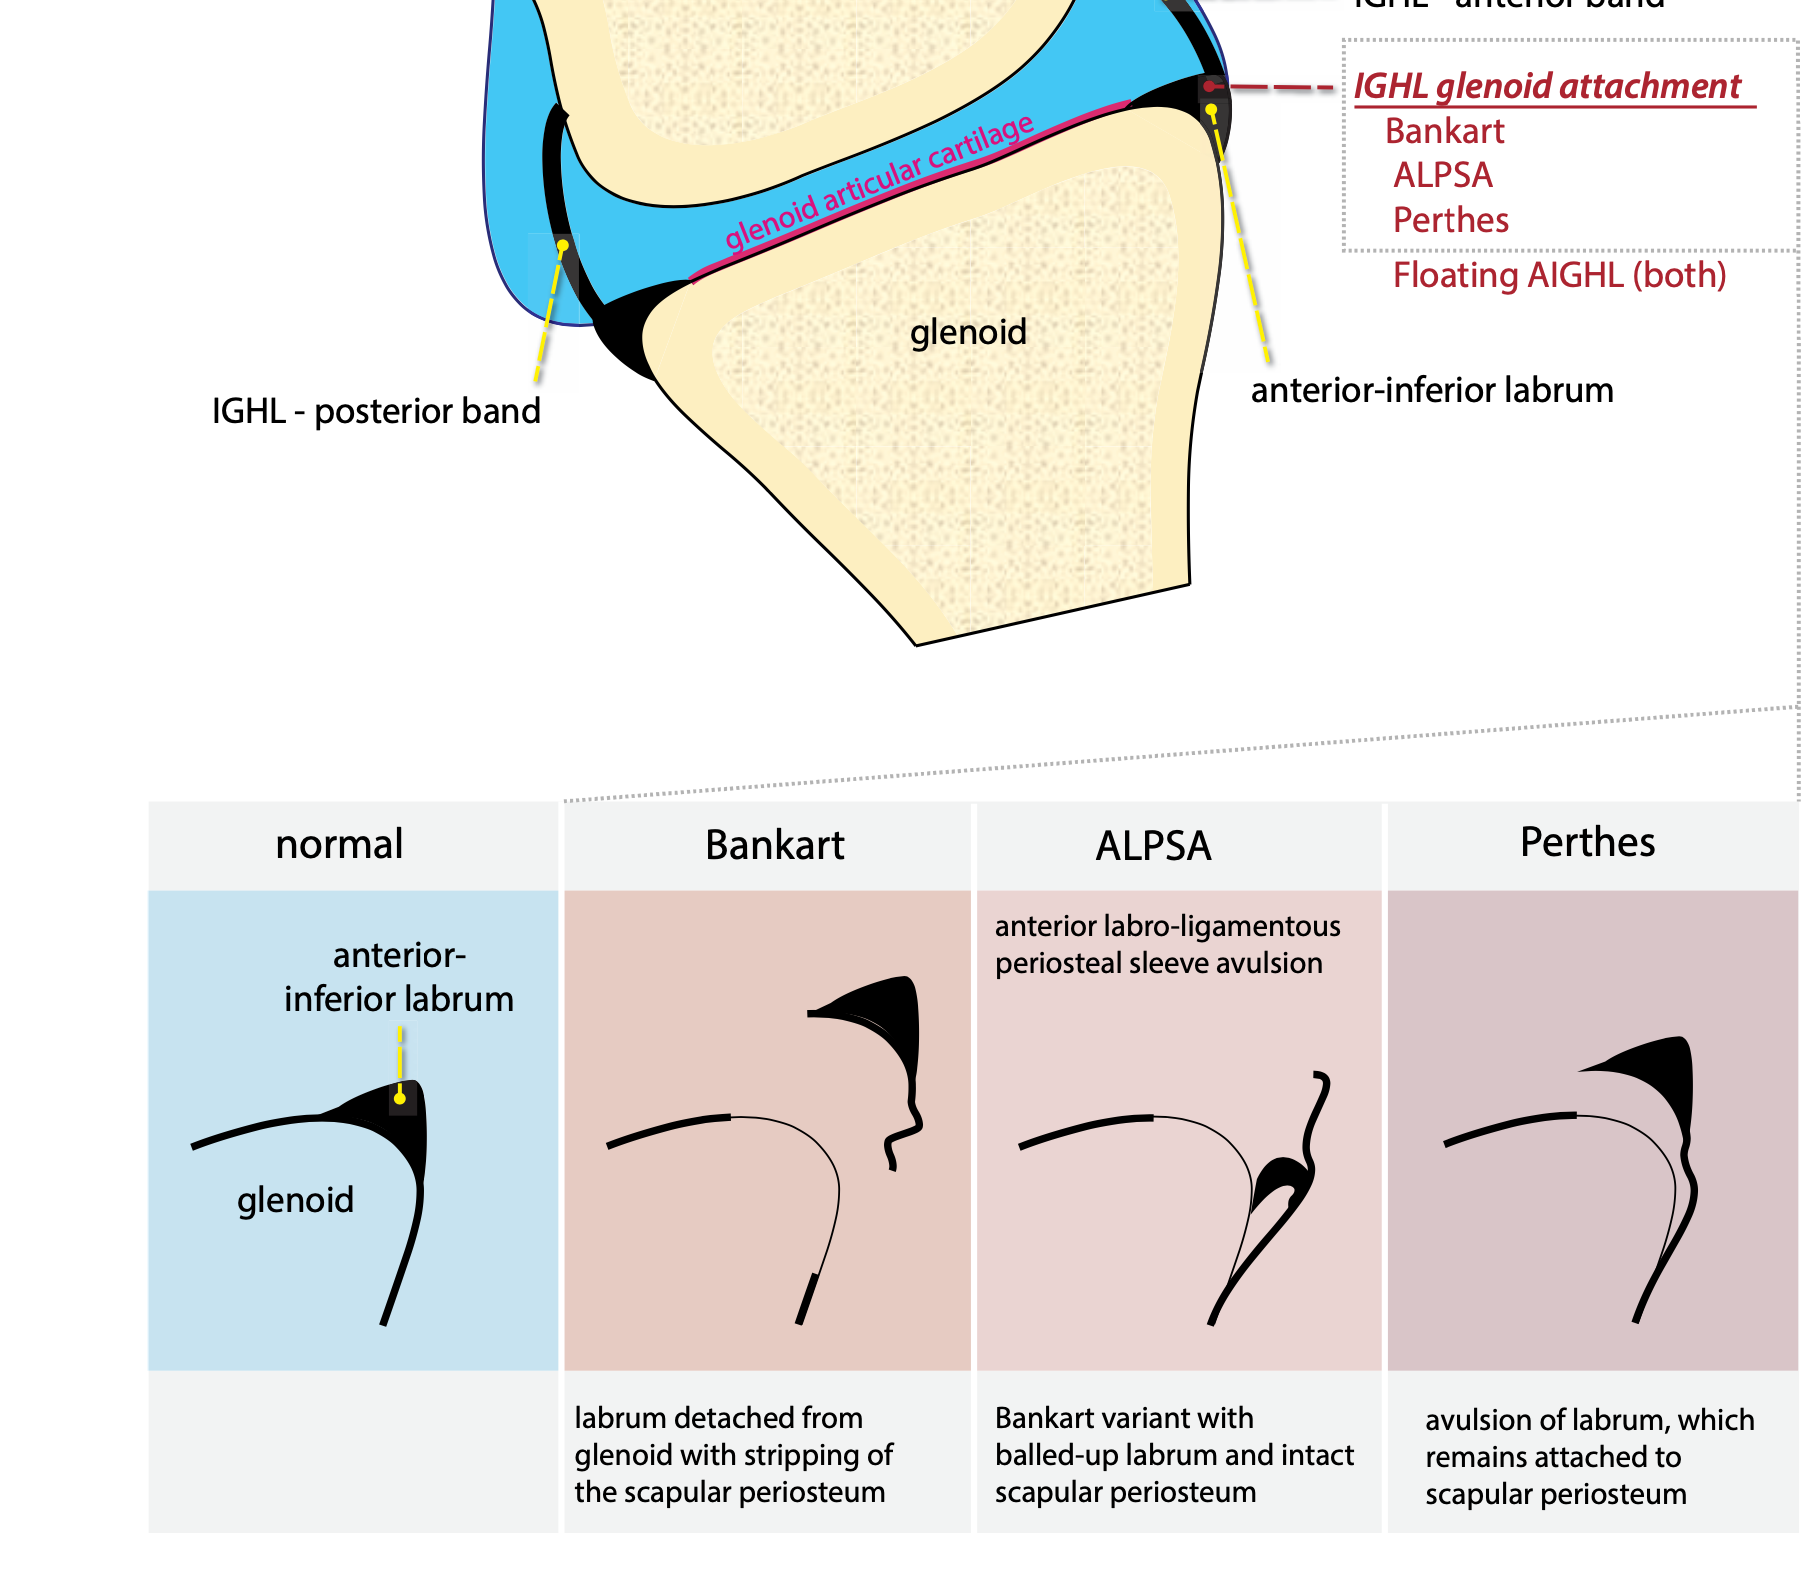 IGHL - anterior band
IGHL glenoid attachment
Bankart
ALPSA
Perthes
Floating AIGHL (both)
glenoid articular cartilage
glenoid
anterior-inferior labrum
IGHL - posterior band
normal
Bankart
ALPSA
Perthes
anterior-
inferior labrum
glenoid
anterior labro-ligamentous
periosteal sleeve avulsion
labrum detached from
glenoid with stripping of
the scapular periosteum
Bankart variant with
balled-up labrum and intact
scapular periosteum
avulsion of labrum, which
remains attached to
scapular periosteum